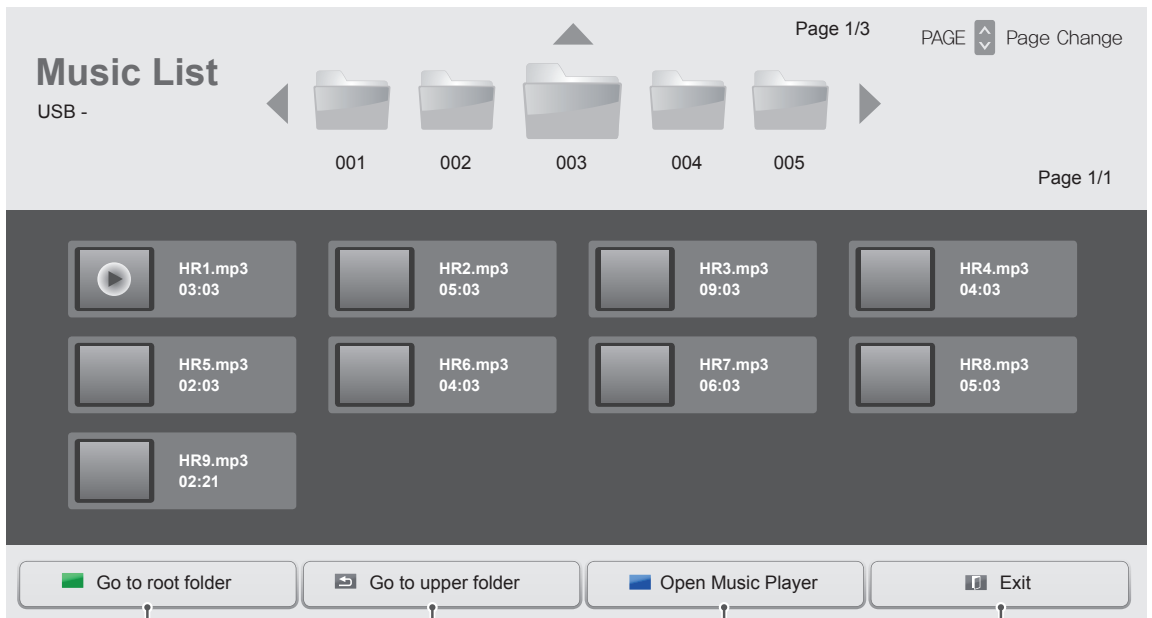 Page 1/3
PAGE Page Change
Music List
USB -
001 002 003 004 005
Page 1/1
HR1.mp3
03:03
HR2.mp3
05:03
HR3.mp3
09:03
HR4.mp3
04:03
HR5.mp3
02:03
HR6.mp3
04:03
HR7.mp3
06:03
HR8.mp3
05:03
HR9.mp3
02:21
Go to root folder
Go to upper folder
Open Music Player
Exit